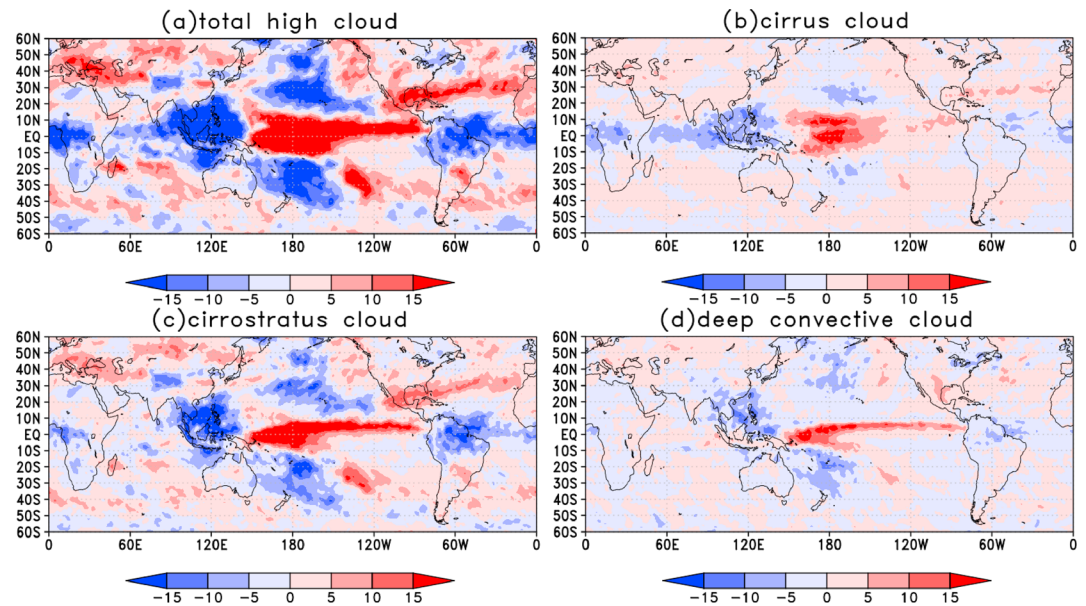 (a)total high cloud
60N
50N
40N
30N
20N
10N
EQ
10S
20S
30S
40S
50S
60S
0 60E 120E 180 120W 60W 0
−15 −10 −5 0 5 10 15
(b)cirrus cloud
60N
50N
40N
30N
20N
10N
EQ
10S
20S
30S
40S
50S
60S
0 60E 120E 180 120W 60W 0
−15 −10 −5 0 5 10 15
(c)cirrostratus cloud
60N
50N
40N
30N
20N
10N
EQ
10S
20S
30S
40S
50S
60S
0 60E 120E 180 120W 60W 0
−15 −10 −5 0 5 10 15
(d)deep convective cloud
60N
50N
40N
30N
20N
10N
EQ
10S
20S
30S
40S
50S
60S
0 60E 120E 180 120W 60W 0
−15 −10 −5 0 5 10 15